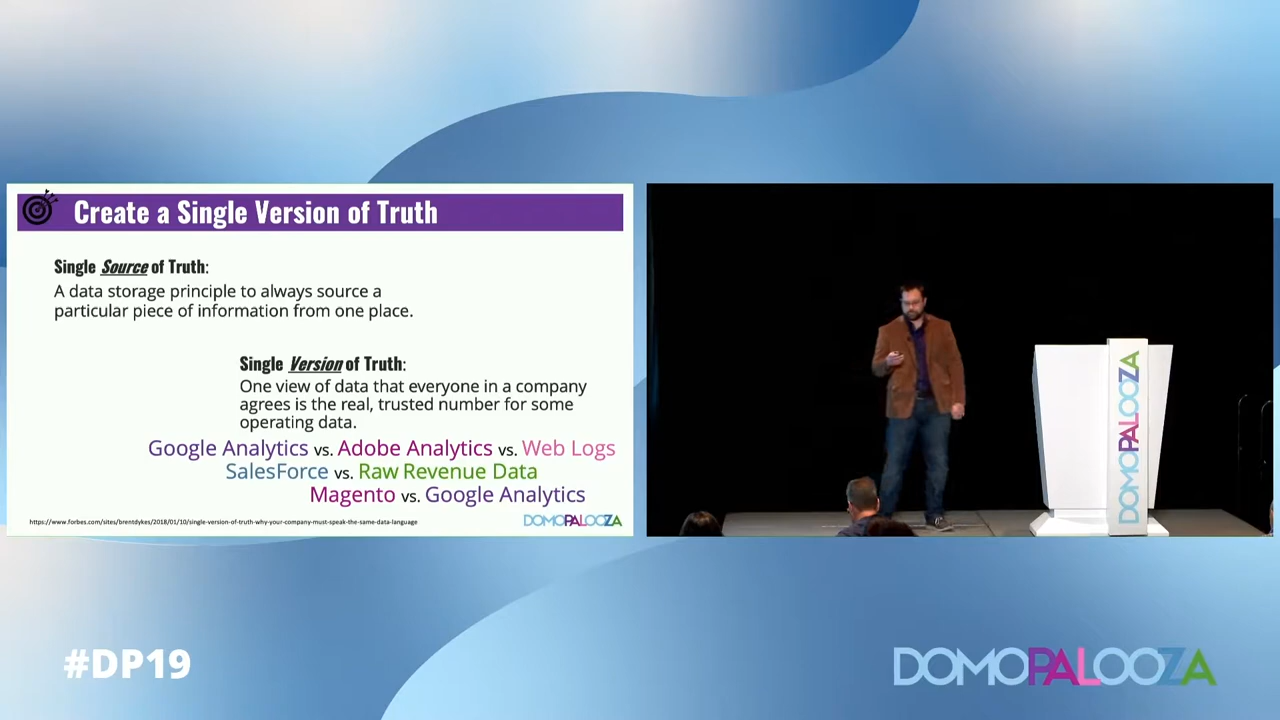 Create a Single Version of Truth
Single Source of Truth:
A data storage principle to always source a
particular piece of information from one place.
Single Version of Truth:
One view of data that everyone in a company
agrees is the real, trusted number for some
operating data.
Google Analytics vs. Adobe Analytics vs. Web Logs
SalesForce vs. Raw Revenue Data
Magento vs. Google Analytics
https://www.forbes.com/sites/brentdykes/2018/01/10/single-version-of-truth-why-your-company-must-speak-the-same-data-language
DOMOPALOOZA
DOMOPALOOZA
#DP19
DOMOPALOOZA